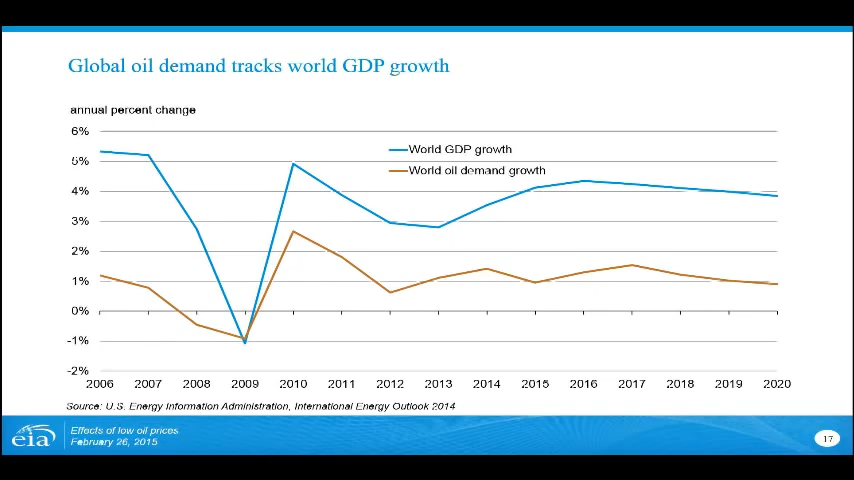 Global oil demand tracks world GDP growth
annual percent change
6%
5%
4%
3%
2%
1%
0%
-1%
-2%
World GDP growth
World oil demand growth
2006 2007 2008 2009 2010 2011 2012 2013 2014 2015 2016 2017 2018 2019 2020
Source: U.S. Energy Information Administration, International Energy Outlook 2014
eia
Effects of low oil prices
February 26, 2015
17